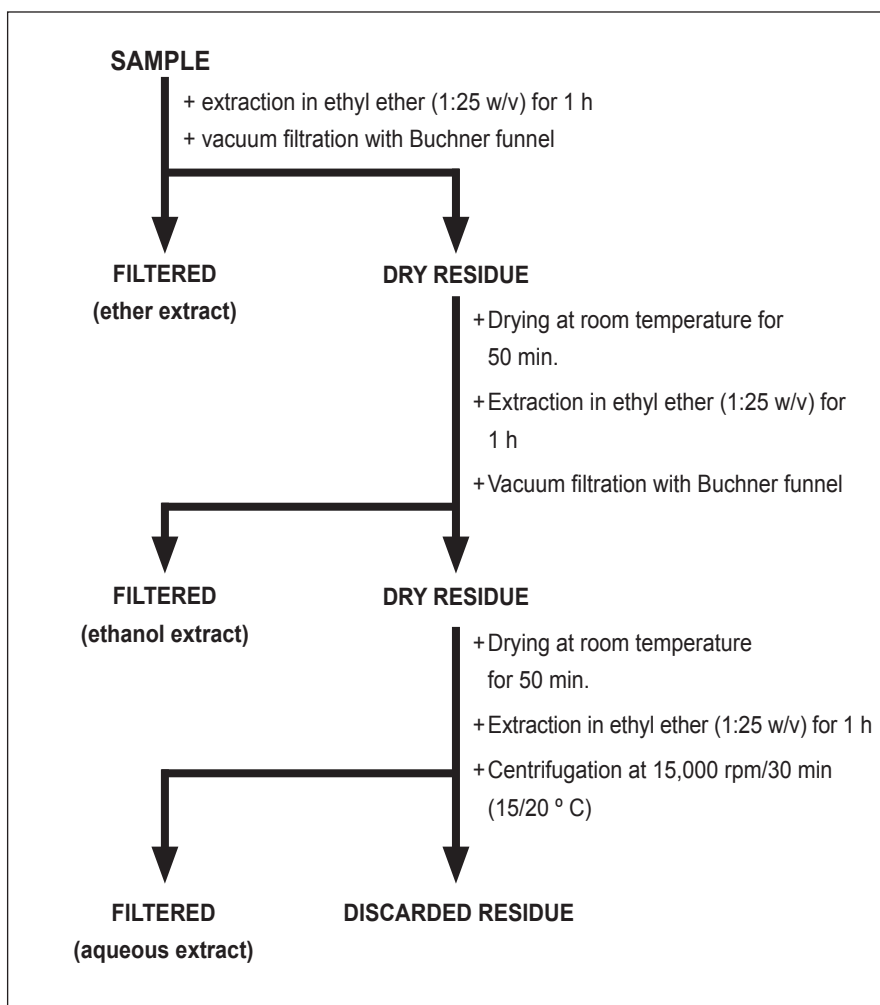 SAMPLE
+ extraction in ethyl ether (1:25 w/v) for 1 h
+ vacuum filtration with Buchner funnel
FILTERED
(ether extract)
DRY RESIDUE
+Drying at room temperature for
50 min.
+Extraction in ethyl ether (1:25 w/v) for
1 h
+Vacuum filtration with Buchner funnel
FILTERED
(ethanol extract)
DRY RESIDUE
+Drying at room temperature
for 50 min.
+Extraction in ethyl ether (1:25 w/v) for 1 h
+Centrifugation at 15,000 rpm/30 min
(15/20 º C)
FILTERED
(aqueous extract)
DISCARDED RESIDUE